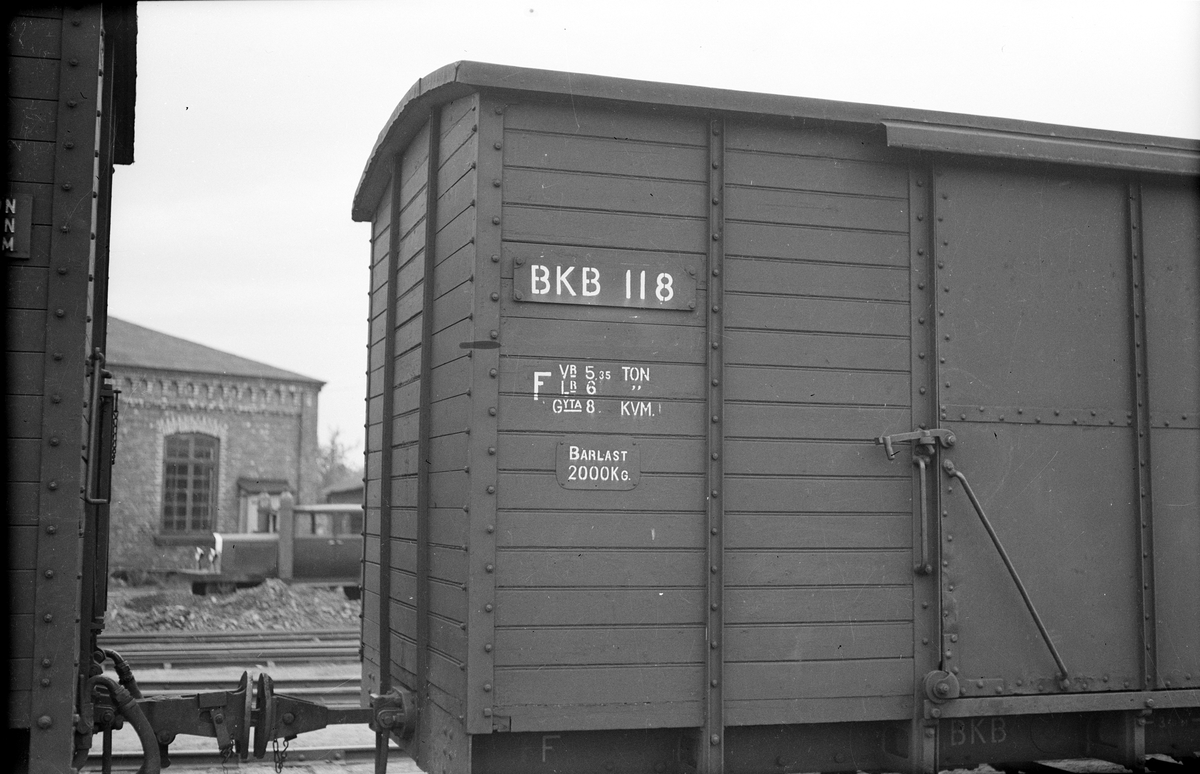 N
N
M
BKB 118
F
VB 5,35 TON
LB 6 ,,
GYTA 8. KVM.
BARLAST
2000KG.
F
BKB